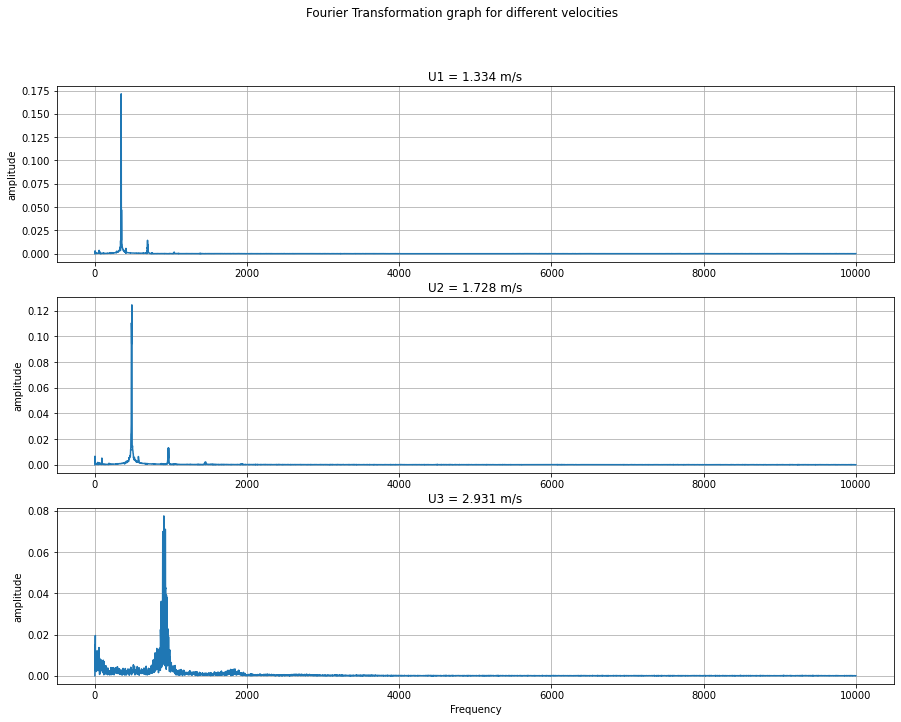 Fourier Transformation graph for different velocities
U1 = 1.334 m/s
0.175
0.150
0.125
0.100
0.075
0.050
0.025
0.000
amplitude
0 2000 4000 6000 8000 10000
U2 = 1.728 m/s
0.12
0.10
0.08
0.06
0.04
0.02
0.00
amplitude
0 2000 4000 6000 8000 10000
U3 = 2.931 m/s
0.08
0.06
0.04
0.02
0.00
amplitude
0 2000 4000 6000 8000 10000
Frequency